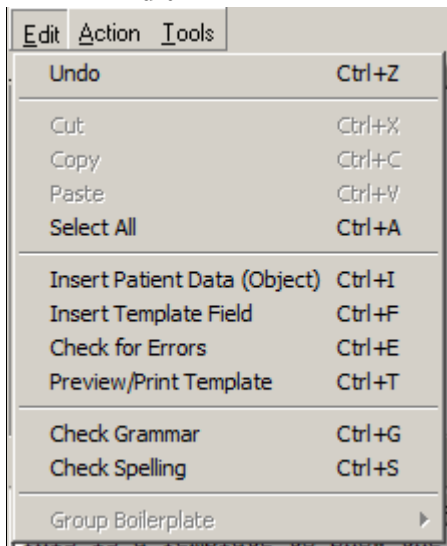 Edit Action Tools
Undo Ctrl+Z
Cut Ctrl+X
Copy Ctrl+C
Paste Ctrl+V
Select All Ctrl+A
Insert Patient Data (Object) Ctrl+I
Insert Template Field Ctrl+F
Check for Errors Ctrl+E
Preview/Print Template Ctrl+T
Check Grammar Ctrl+G
Check Spelling Ctrl+S
Group Boilerplate